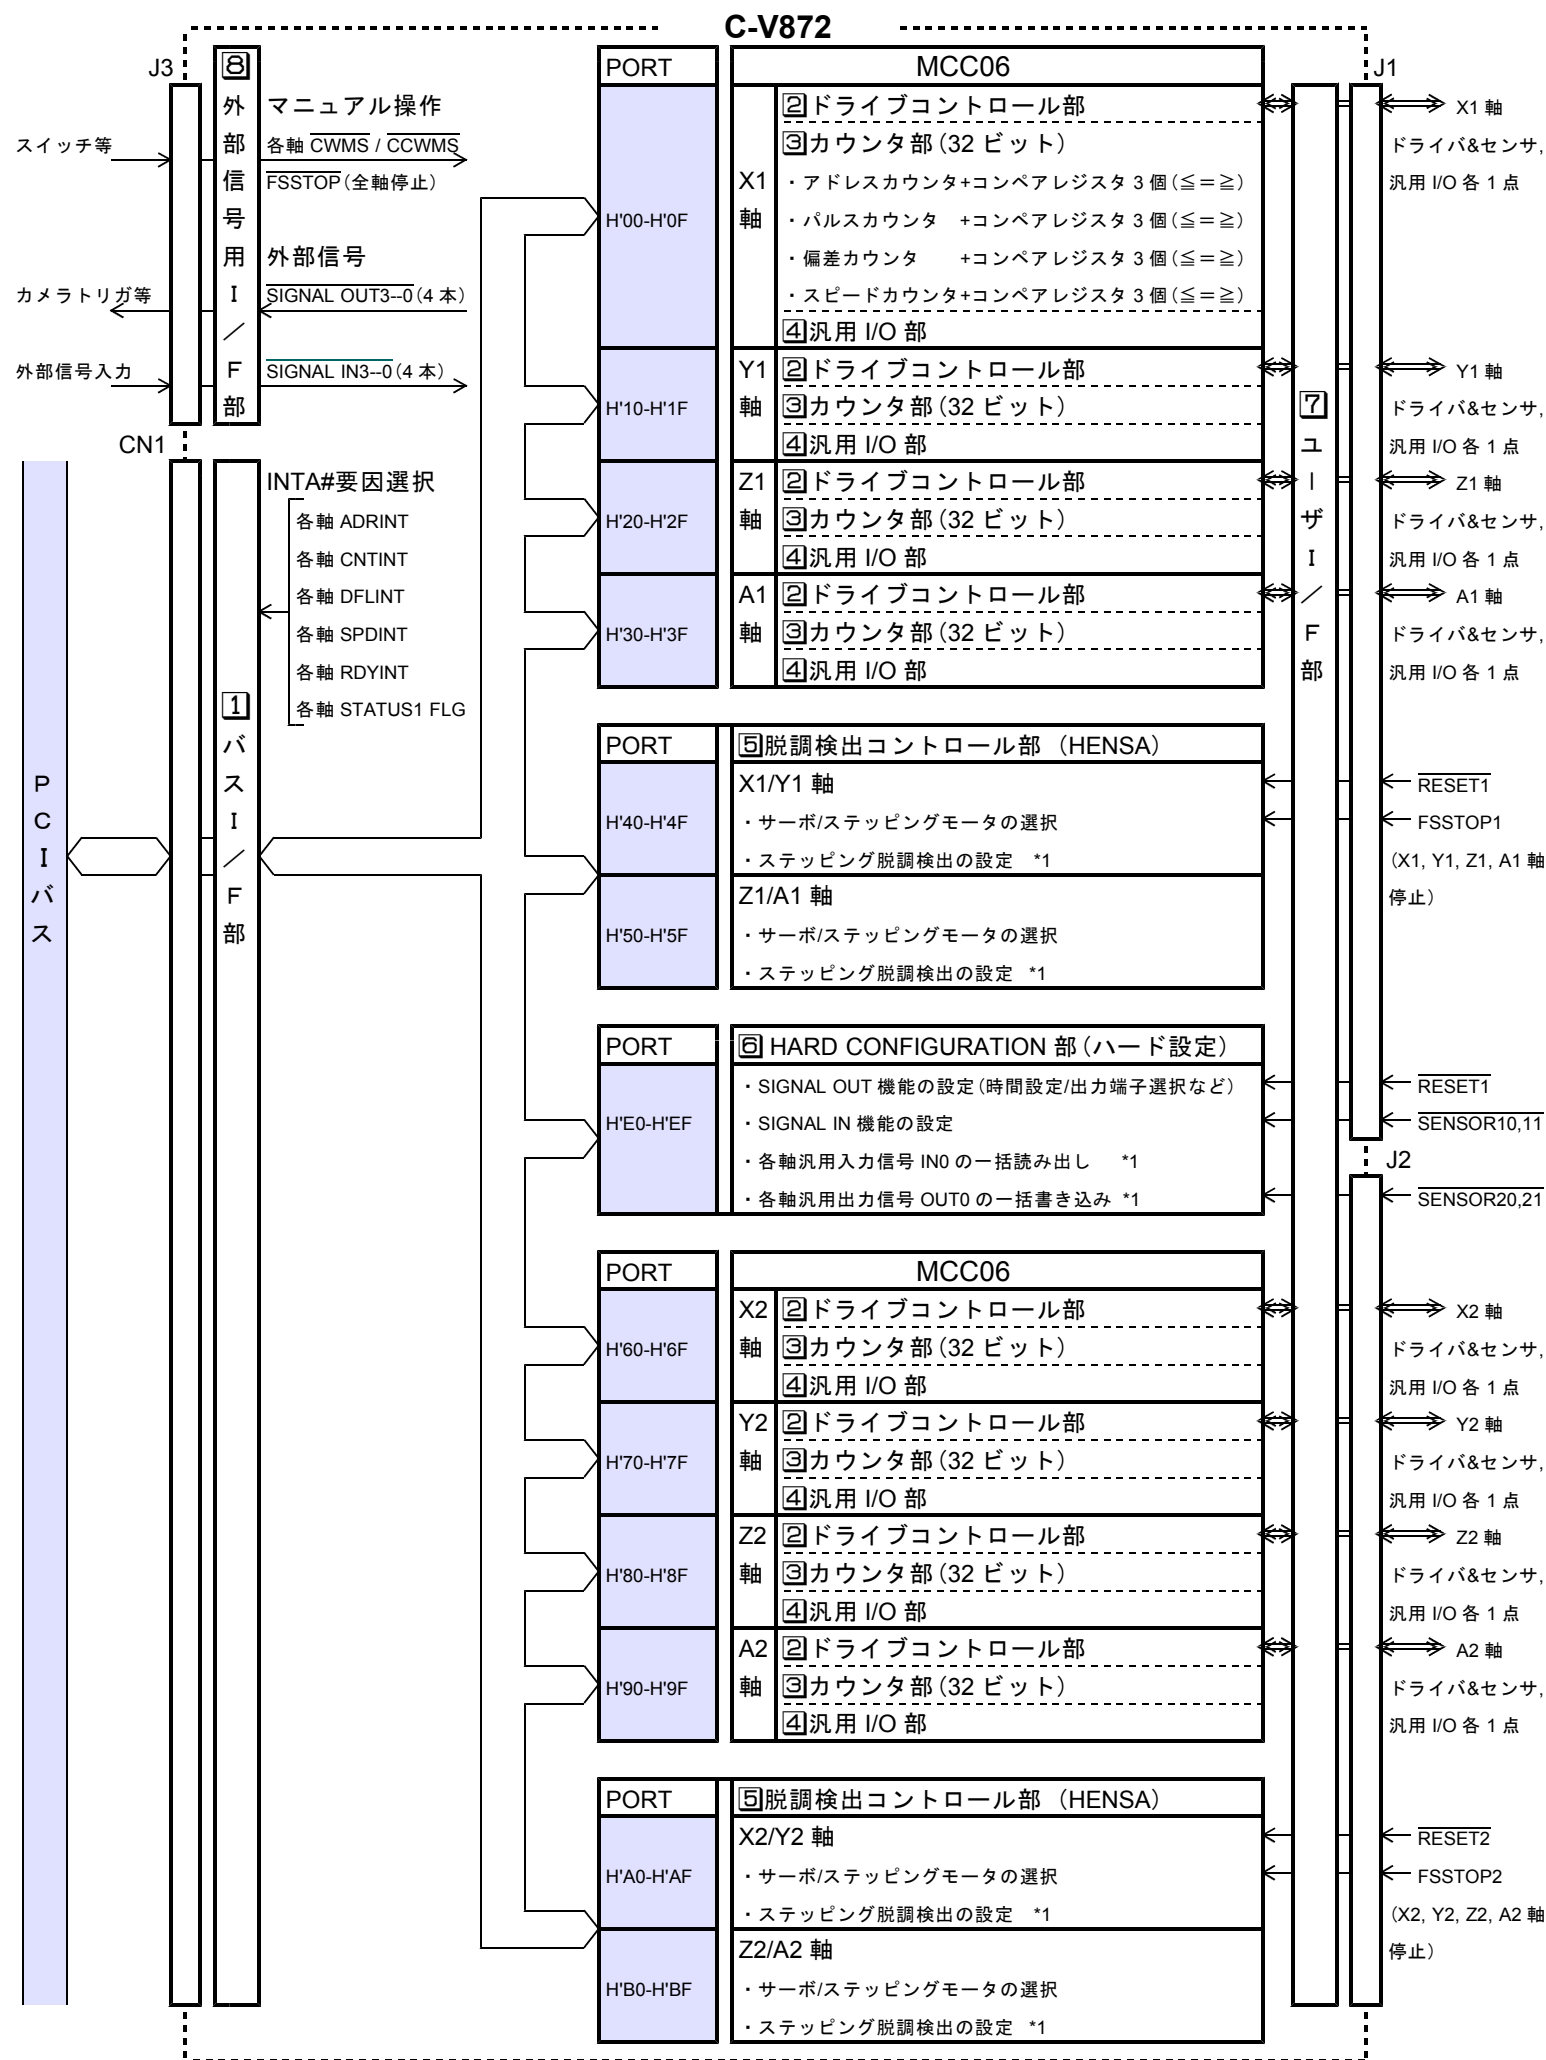 C-V872
J3
8
外部信号用I/F部
マニュアル操作
スイッチ等
各軸 CWMS / CCWMS
FSSTOP(全軸停止)
外部信号
カメラトリガ等
SIGNAL OUT3--0(4 本)
外部信号入力
SIGNAL IN3--0(4 本)
CN1
PCIバス
1
バスI/F部
INTA#要因選択
各軸 ADRINT
各軸 CNTINT
各軸 DFLINT
各軸 SPDINT
各軸 RDYINT
各軸 STATUS1 FLG
PORT
MCC06
H'00-H'0F
X1軸
2ドライブコントロール部
3カウンタ部(32 ビット)
・アドレスカウンタ+コンペアレジスタ 3 個(≦=≧)
・パルスカウンタ +コンペアレジスタ 3 個(≦=≧)
・偏差カウンタ +コンペアレジスタ 3 個(≦=≧)
・スピードカウンタ+コンペアレジスタ 3 個(≦=≧)
4汎用 I/O 部
H'10-H'1F
Y1軸
2ドライブコントロール部
3カウンタ部(32 ビット)
4汎用 I/O 部
H'20-H'2F
Z1軸
2ドライブコントロール部
3カウンタ部(32 ビット)
4汎用 I/O 部
H'30-H'3F
A1軸
2ドライブコントロール部
3カウンタ部(32 ビット)
4汎用 I/O 部
PORT
5脱調検出コントロール部 (HENSA)
H'40-H'4F
X1/Y1 軸
・サーボ/ステッピングモータの選択
・ステッピング脱調検出の設定 *1
H'50-H'5F
Z1/A1 軸
・サーボ/ステッピングモータの選択
・ステッピング脱調検出の設定 *1
PORT
6 HARD CONFIGURATION 部(ハード設定)
H'E0-H'EF
・SIGNAL OUT 機能の設定(時間設定/出力端子選択など)
・SIGNAL IN 機能の設定
・各軸汎用入力信号 IN0 の一括読み出し *1
・各軸汎用出力信号 OUT0 の一括書き込み *1
PORT
MCC06
H'60-H'6F
X2軸
2ドライブコントロール部
3カウンタ部(32 ビット)
4汎用 I/O 部
H'70-H'7F
Y2軸
2ドライブコントロール部
3カウンタ部(32 ビット)
4汎用 I/O 部
H'80-H'8F
Z2軸
2ドライブコントロール部
3カウンタ部(32 ビット)
4汎用 I/O 部
H'90-H'9F
A2軸
2ドライブコントロール部
3カウンタ部(32 ビット)
4汎用 I/O 部
PORT
5脱調検出コントロール部 (HENSA)
H'A0-H'AF
X2/Y2 軸
・サーボ/ステッピングモータの選択
・ステッピング脱調検出の設定 *1
H'B0-H'BF
Z2/A2 軸
・サーボ/ステッピングモータの選択
・ステッピング脱調検出の設定 *1
7
ユーザI/F部
J1
X1 軸
ドライバ&センサ,
汎用 I/O 各 1 点
Y1 軸
ドライバ&センサ,
汎用 I/O 各 1 点
Z1 軸
ドライバ&センサ,
汎用 I/O 各 1 点
A1 軸
ドライバ&センサ,
汎用 I/O 各 1 点
RESET1
FSSTOP1
(X1, Y1, Z1, A1 軸
停止)
RESET1
SENSOR10,11
J2
SENSOR20,21
X2 軸
ドライバ&センサ,
汎用 I/O 各 1 点
Y2 軸
ドライバ&センサ,
汎用 I/O 各 1 点
Z2 軸
ドライバ&センサ,
汎用 I/O 各 1 点
A2 軸
ドライバ&センサ,
汎用 I/O 各 1 点
RESET2
FSSTOP2
(X2, Y2, Z2, A2 軸
停止)